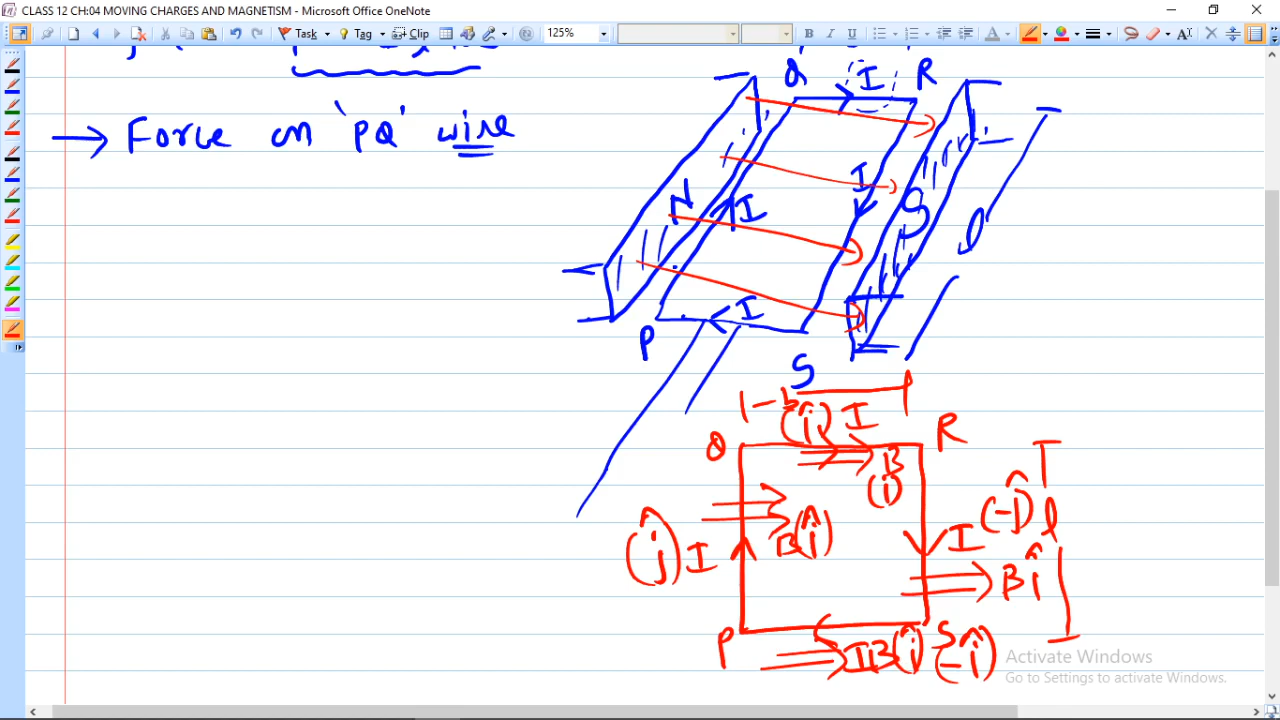 CLASS 12 CH:04 MOVING CHARGES AND MAGNETISM - Microsoft Office OneNote
Task Tag Clip 125% B I U
→ Force on 'PQ' wire
Q I R
N I I S l
P I S
b
(î) I
Q R
B
(î)
(ĵ) I B(î) I (-ĵ) l
B î
P I B(î) S (-î)
Activate Windows
Go to Settings to activate Windows.